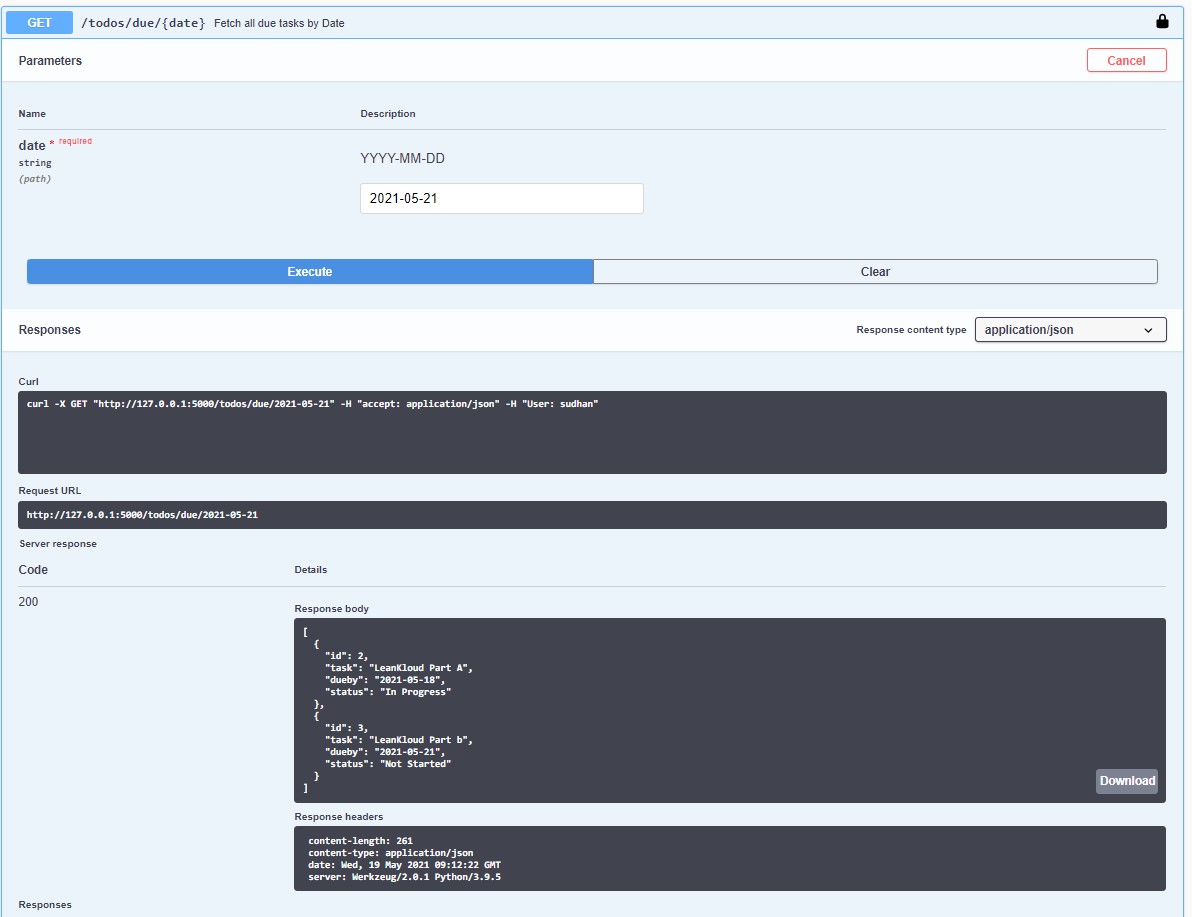 GET /todos/due/{date} Fetch all due tasks by Date
Parameters Cancel
Name Description
date * required
string
(path)
YYYY-MM-DD
2021-05-21
Execute Clear
Responses Response content type application/json
Curl
curl -X GET "http://127.0.0.1:5000/todos/due/2021-05-21" -H "accept: application/json" -H "User: sudhan"
Request URL
http://127.0.0.1:5000/todos/due/2021-05-21
Server response
Code Details
200
Response body
[
  {
    "id": 2,
    "task": "LeanKloud Part A",
    "dueby": "2021-05-18",
    "status": "In Progress"
  },
  {
    "id": 3,
    "task": "LeanKloud Part b",
    "dueby": "2021-05-21",
    "status": "Not Started"
  }
]
Download
Response headers
content-length: 261
content-type: application/json
date: Wed, 19 May 2021 09:12:22 GMT
server: Werkzeug/2.0.1 Python/3.9.5
Responses